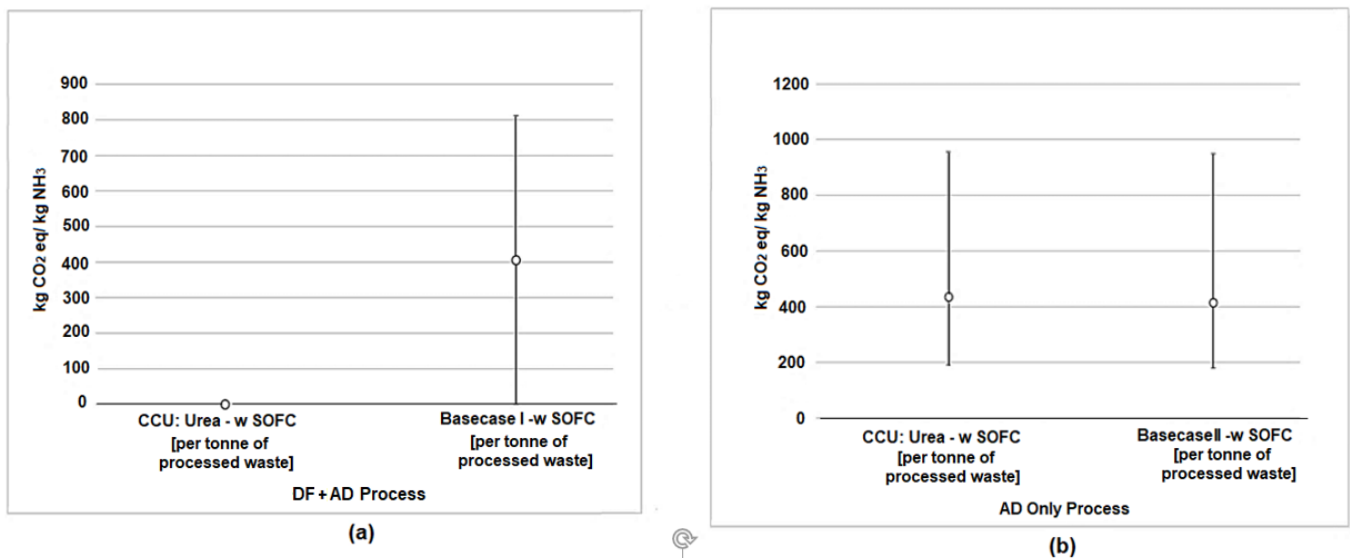 900
800
700
600
500
400
300
200
100
0
kg CO₂ eq/ kg NH₃
CCU: Urea - w SOFC
[per tonne of
processed waste]
Basecase I -w SOFC
[per tonne of
processed waste]
DF + AD Process
(a)
1200
1000
800
600
400
200
0
kg CO₂ eq/ kg NH₃
CCU: Urea - w SOFC
[per tonne of
processed waste]
BasecaseII -w SOFC
[per tonne of
processed waste]
AD Only Process
(b)